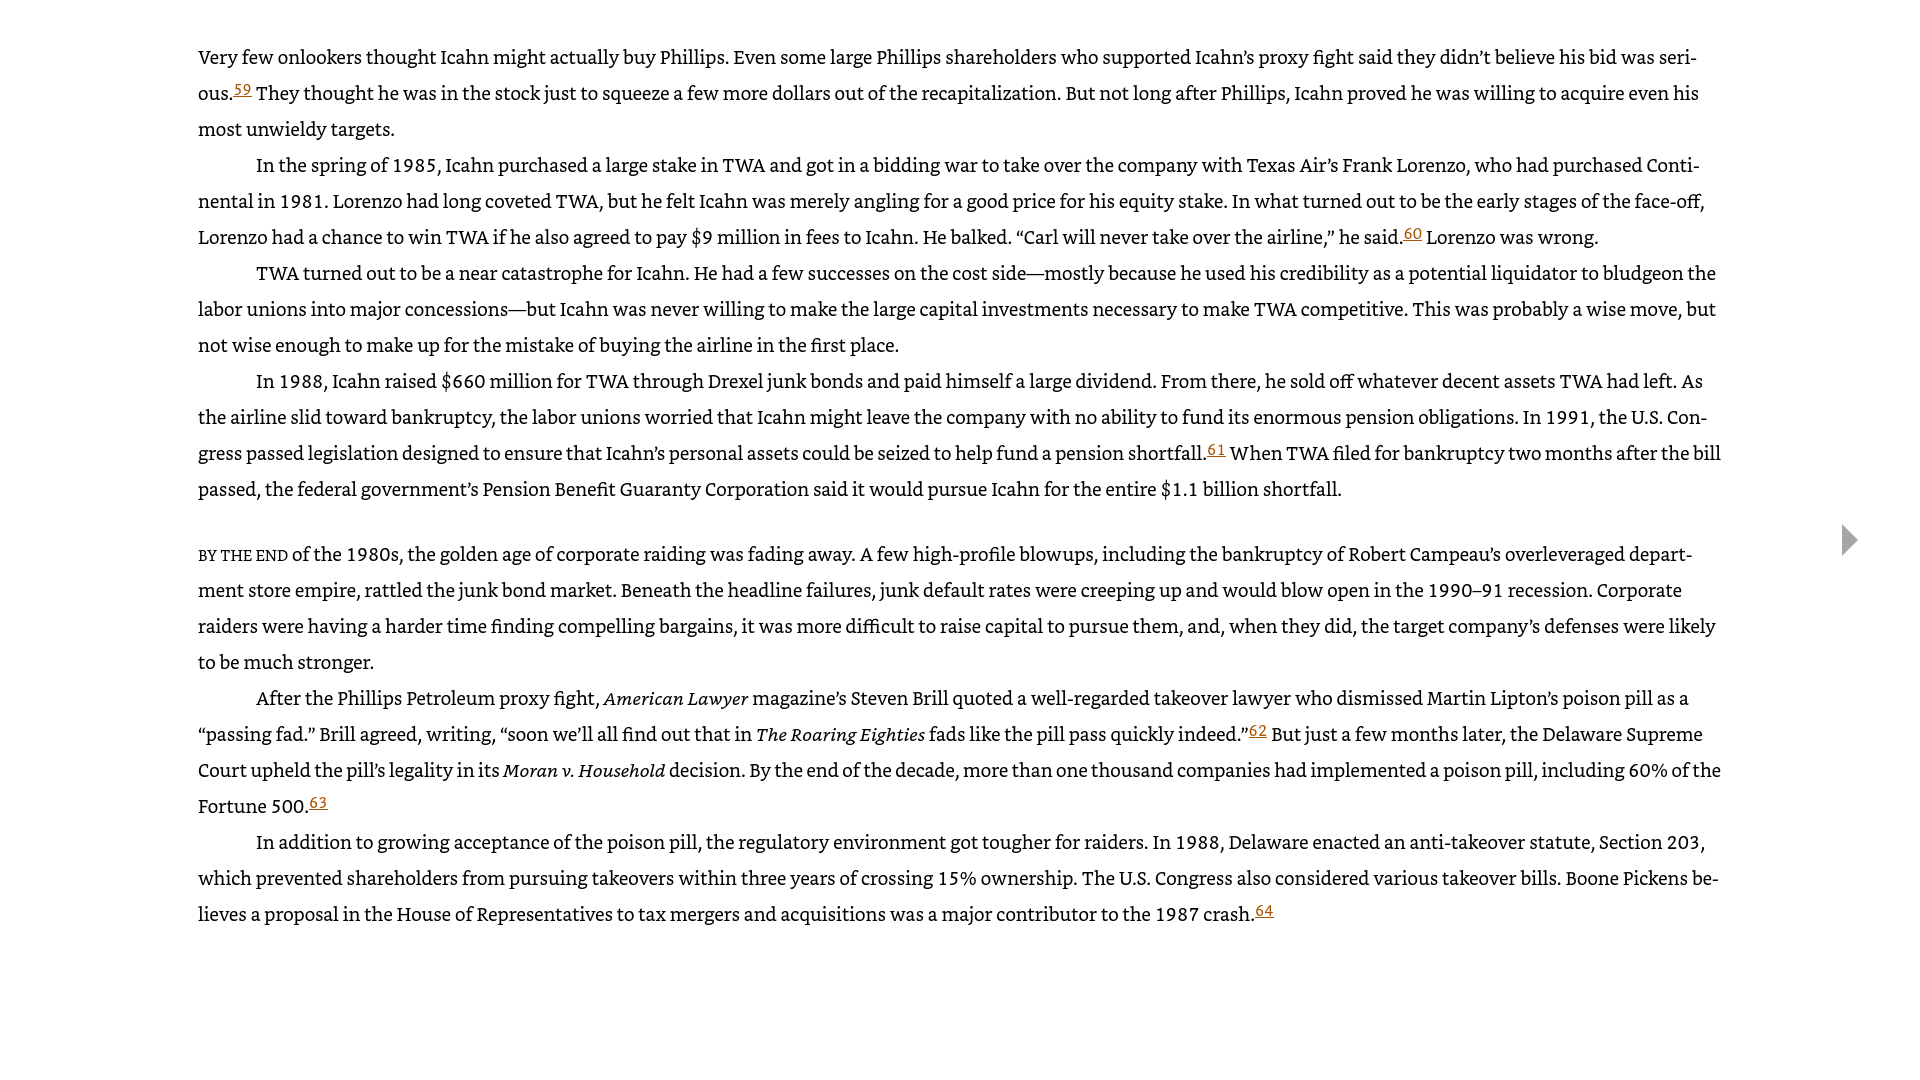 Very few onlookers thought Icahn might actually buy Phillips. Even some large Phillips shareholders who supported Icahn’s proxy fight said they didn’t believe his bid was seri-
ous.59 They thought he was in the stock just to squeeze a few more dollars out of the recapitalization. But not long after Phillips, Icahn proved he was willing to acquire even his
most unwieldy targets.
In the spring of 1985, Icahn purchased a large stake in TWA and got in a bidding war to take over the company with Texas Air’s Frank Lorenzo, who had purchased Conti-
nental in 1981. Lorenzo had long coveted TWA, but he felt Icahn was merely angling for a good price for his equity stake. In what turned out to be the early stages of the face-off,
Lorenzo had a chance to win TWA if he also agreed to pay $9 million in fees to Icahn. He balked. “Carl will never take over the airline,” he said.60 Lorenzo was wrong.
TWA turned out to be a near catastrophe for Icahn. He had a few successes on the cost side—mostly because he used his credibility as a potential liquidator to bludgeon the
labor unions into major concessions—but Icahn was never willing to make the large capital investments necessary to make TWA competitive. This was probably a wise move, but
not wise enough to make up for the mistake of buying the airline in the first place.
In 1988, Icahn raised $660 million for TWA through Drexel junk bonds and paid himself a large dividend. From there, he sold off whatever decent assets TWA had left. As
the airline slid toward bankruptcy, the labor unions worried that Icahn might leave the company with no ability to fund its enormous pension obligations. In 1991, the U.S. Con-
gress passed legislation designed to ensure that Icahn’s personal assets could be seized to help fund a pension shortfall.61 When TWA filed for bankruptcy two months after the bill
passed, the federal government’s Pension Benefit Guaranty Corporation said it would pursue Icahn for the entire $1.1 billion shortfall.
BY THE END of the 1980s, the golden age of corporate raiding was fading away. A few high-profile blowups, including the bankruptcy of Robert Campeau’s overleveraged depart-
ment store empire, rattled the junk bond market. Beneath the headline failures, junk default rates were creeping up and would blow open in the 1990–91 recession. Corporate
raiders were having a harder time finding compelling bargains, it was more difficult to raise capital to pursue them, and, when they did, the target company’s defenses were likely
to be much stronger.
After the Phillips Petroleum proxy fight, American Lawyer magazine’s Steven Brill quoted a well-regarded takeover lawyer who dismissed Martin Lipton’s poison pill as a
“passing fad.” Brill agreed, writing, “soon we’ll all find out that in The Roaring Eighties fads like the pill pass quickly indeed.”62 But just a few months later, the Delaware Supreme
Court upheld the pill’s legality in its Moran v. Household decision. By the end of the decade, more than one thousand companies had implemented a poison pill, including 60% of the
Fortune 500.63
In addition to growing acceptance of the poison pill, the regulatory environment got tougher for raiders. In 1988, Delaware enacted an anti-takeover statute, Section 203,
which prevented shareholders from pursuing takeovers within three years of crossing 15% ownership. The U.S. Congress also considered various takeover bills. Boone Pickens be-
lieves a proposal in the House of Representatives to tax mergers and acquisitions was a major contributor to the 1987 crash.64